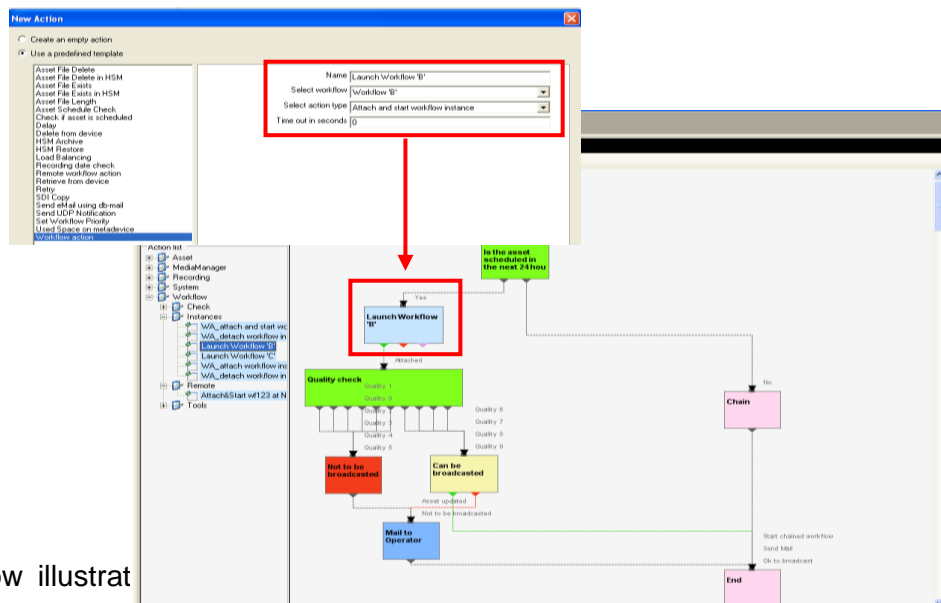 New Action
Create an empty action
Use a predefined template
Asset File Delete
Asset File Delete in HSM
Asset File Exists
Asset File Exists in HSM
Asset File Length
Asset Schedule Check
Check if asset is scheduled
Delay
Delete from device
HSM Archive
HSM Restore
Load Balancing
Recording date check
Remote workflow action
Retrieve from device
Retry
SDI Copy
Send eMail using db-mail
Send UDP Notification
Set Workflow Priority
Used Space on metadevice
Workflow action
Name Launch Workflow 'B'
Select workflow Workflow 'B'
Select action type Attach and start workflow instance
Time out in seconds 0
Action list
Asset
MediaManager
Recording
System
Workflow
Check
Instances
WA_attach and start wo
WA_detach workflow in
Launch Workflow 'B'
Launch Workflow 'C'
WA_attach workflow ins
WA_detach workflow in
Remote
Attach&Start wf123 at N
Tools
Is the asset
scheduled in
the next 24 hou
Yes
Launch Workflow
'B'
Attached
Quality check
Quality 1
Quality 0
Quality 2
Quality 3
Quality 4
Quality 5
Quality 6
Quality 7
Quality 8
Quality 9
No
Chain
Not to be
broadcasted
Can be
broadcasted
Asset updated
Not to be broadcasted
Mail to
Operator
Start chained workflow
Send Mail
Ok to broadcast
End
ow illustrat